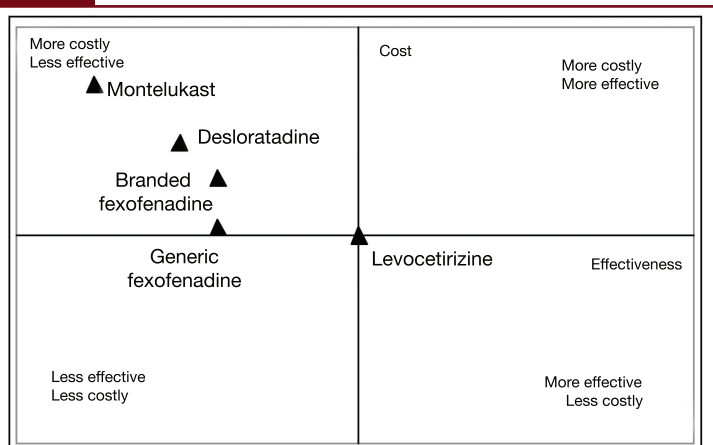 More costly
Less effective
Cost
More costly
More effective
Montelukast
Desloratadine
Branded
fexofenadine
Generic
fexofenadine
Levocetirizine
Effectiveness
Less effective
Less costly
More effective
Less costly